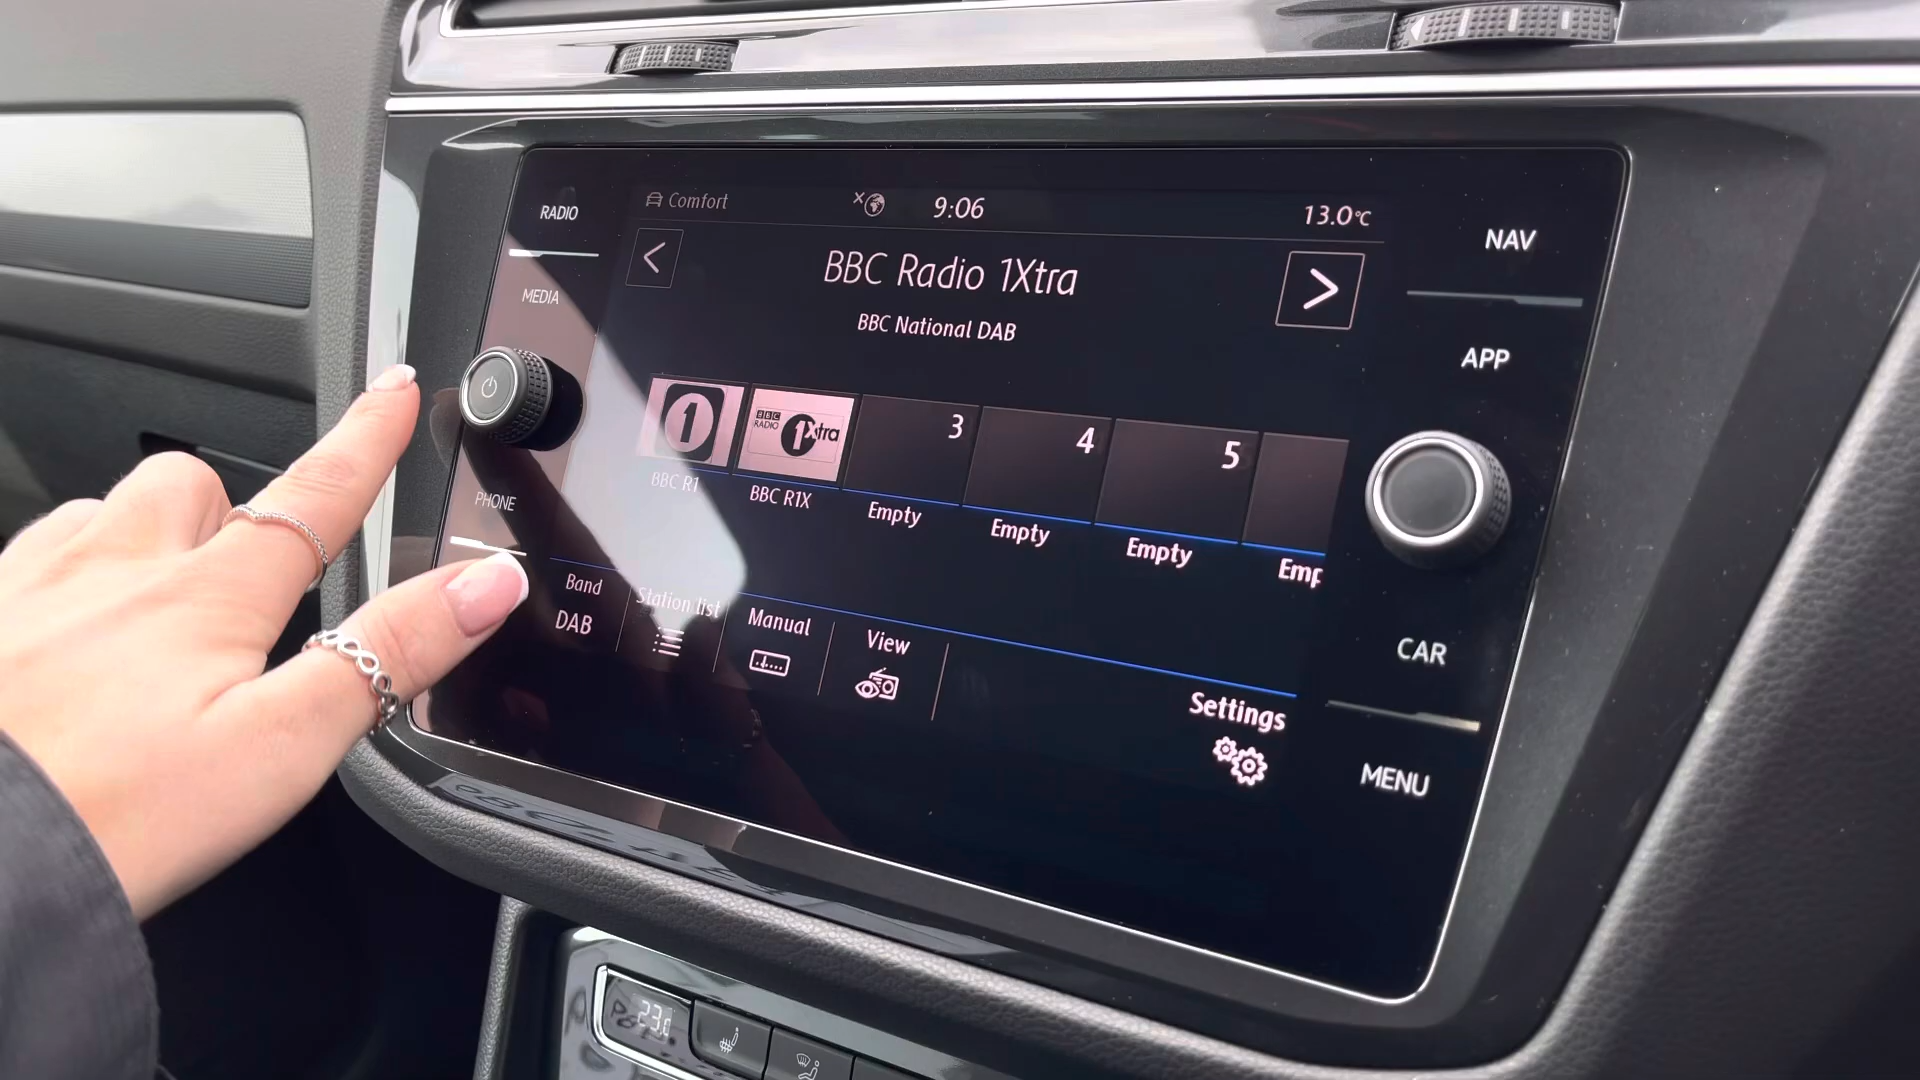 RADIO
MEDIA
PHONE
Comfort
9:06
13.0°C
BBC Radio 1Xtra
BBC National DAB
1
BBC RADIO 1Xtra
3
4
5
BBC R1
BBC R1X
Empty
Empty
Empty
Emp
Band
DAB
Station list
Manual
View
Settings
NAV
APP
CAR
MENU